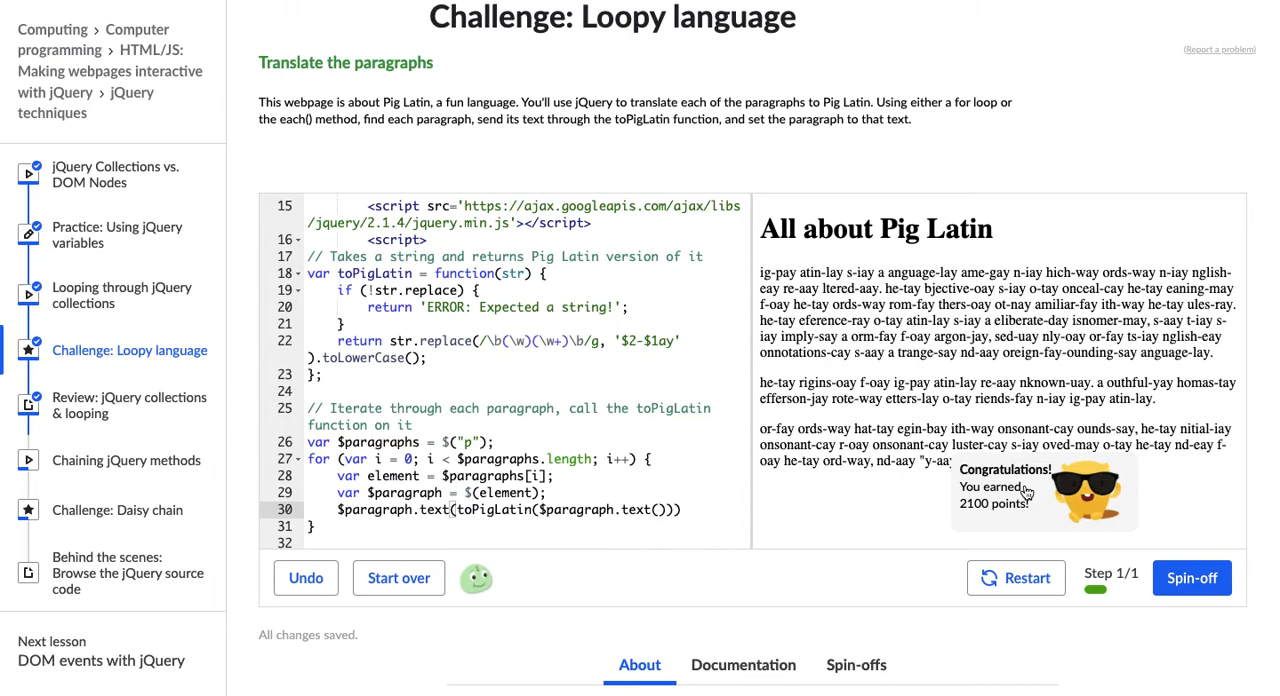 Challenge: Loopy language
Computing › Computer
programming › HTML/JS:
Making webpages interactive
with jQuery › jQuery
techniques
jQuery Collections vs.
DOM Nodes
Practice: Using jQuery
variables
Looping through jQuery
collections
Challenge: Loopy language
Review: jQuery collections
& looping
Chaining jQuery methods
Challenge: Daisy chain
Behind the scenes:
Browse the jQuery source
code
Next lesson
DOM events with jQuery
(Report a problem)
Translate the paragraphs
This webpage is about Pig Latin, a fun language. You'll use jQuery to translate each of the paragraphs to Pig Latin. Using either a for loop or
the each() method, find each paragraph, send its text through the toPigLatin function, and set the paragraph to that text.
15 <script src='https://ajax.googleapis.com/ajax/libs
/jquery/2.1.4/jquery.min.js'></script>
16 <script>
17 // Takes a string and returns Pig Latin version of it
18 var toPigLatin = function(str) {
19 if (!str.replace) {
20 return 'ERROR: Expected a string!';
21 }
22 return str.replace(/\b(\w)(\w+)\b/g, '$2-$1ay'
).toLowerCase();
23 };
24
25 // Iterate through each paragraph, call the toPigLatin
function on it
26 var $paragraphs = $("p");
27 for (var i = 0; i < $paragraphs.length; i++) {
28 var element = $paragraphs[i];
29 var $paragraph = $(element);
30 $paragraph.text(toPigLatin($paragraph.text()))
31 }
32
All about Pig Latin
ig-pay atin-lay s-iay a anguage-lay ame-gay n-iay hich-way ords-way n-iay nglish-
eay re-aay ltered-aay. he-tay bjective-oay s-iay o-tay onceal-cay he-tay eaning-may
f-oay he-tay ords-way rom-fay thers-oay ot-nay amiliar-fay ith-way he-tay ules-ray.
he-tay eference-ray o-tay atin-lay s-iay a eliberate-day isnomer-may, s-aay t-iay s-
iay imply-say a orm-fay f-oay argon-jay, sed-uay nly-oay or-fay ts-iay nglish-eay
onnotations-cay s-aay a trange-say nd-aay oreign-fay-ounding-say anguage-lay.
he-tay rigins-oay f-oay ig-pay atin-lay re-aay nknown-uay. a outhful-yay homas-tay
efferson-jay rote-way etters-lay o-tay riends-fay n-iay ig-pay atin-lay.
or-fay ords-way hat-tay egin-bay ith-way onsonant-cay ounds-say, he-tay nitial-iay
onsonant-cay r-oay onsonant-cay luster-cay s-iay oved-may o-tay he-tay nd-eay f-
oay he-tay ord-way, nd-aay "y-aay
Congratulations!
You earned
2100 points!
Undo
Start over
Restart
Step 1/1
Spin-off
All changes saved.
About
Documentation
Spin-offs